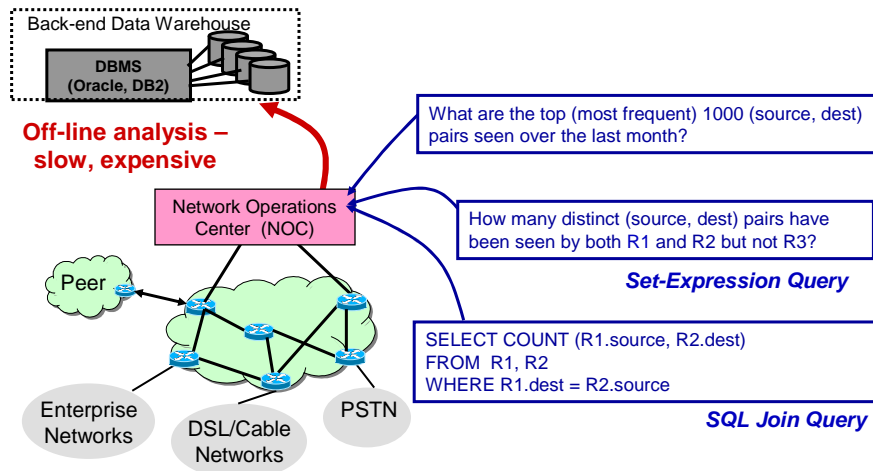 Back-end Data Warehouse
DBMS
(Oracle, DB2)
Off-line analysis –
slow, expensive
What are the top (most frequent) 1000 (source, dest)
pairs seen over the last month?
Network Operations
Center (NOC)
How many distinct (source, dest) pairs have
been seen by both R1 and R2 but not R3?
Set-Expression Query
Peer
SELECT COUNT (R1.source, R2.dest)
FROM R1, R2
WHERE R1.dest = R2.source
SQL Join Query
Enterprise
Networks
DSL/Cable
Networks
PSTN